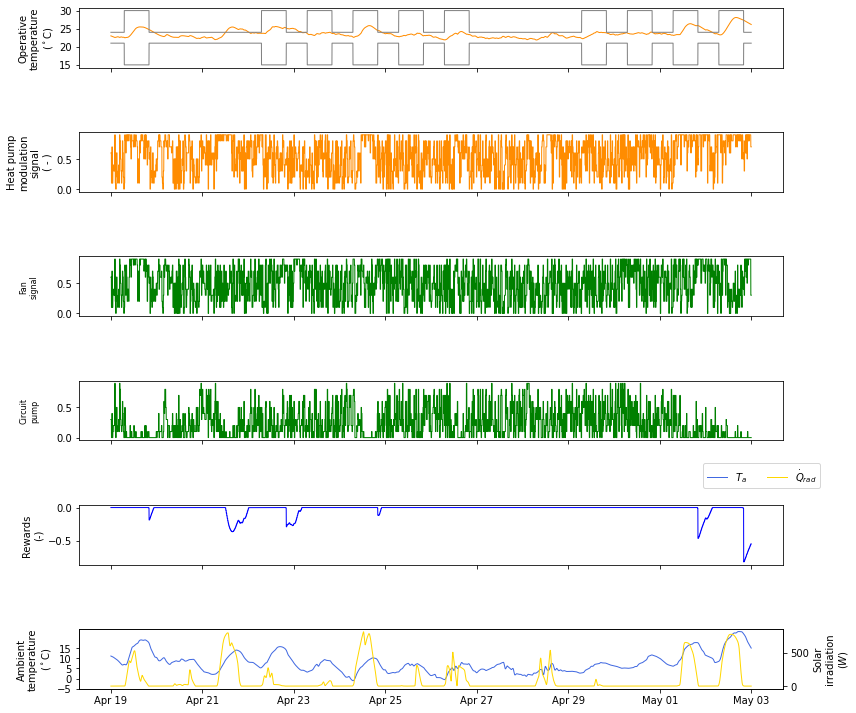 Operative
temperature
(°C)
30
25
20
15
Heat pump
modulation
signal
( - )
0.5
0.0
Fan
signal
0.5
0.0
Circuit
pump
0.5
0.0
T_a
Q̇_rad
Rewards
(-)
0.0
−0.5
Ambient
temperature
(°C)
15
10
5
0
−5
500
0
Solar
irradiation
(W)
Apr 19 Apr 21 Apr 23 Apr 25 Apr 27 Apr 29 May 01 May 03